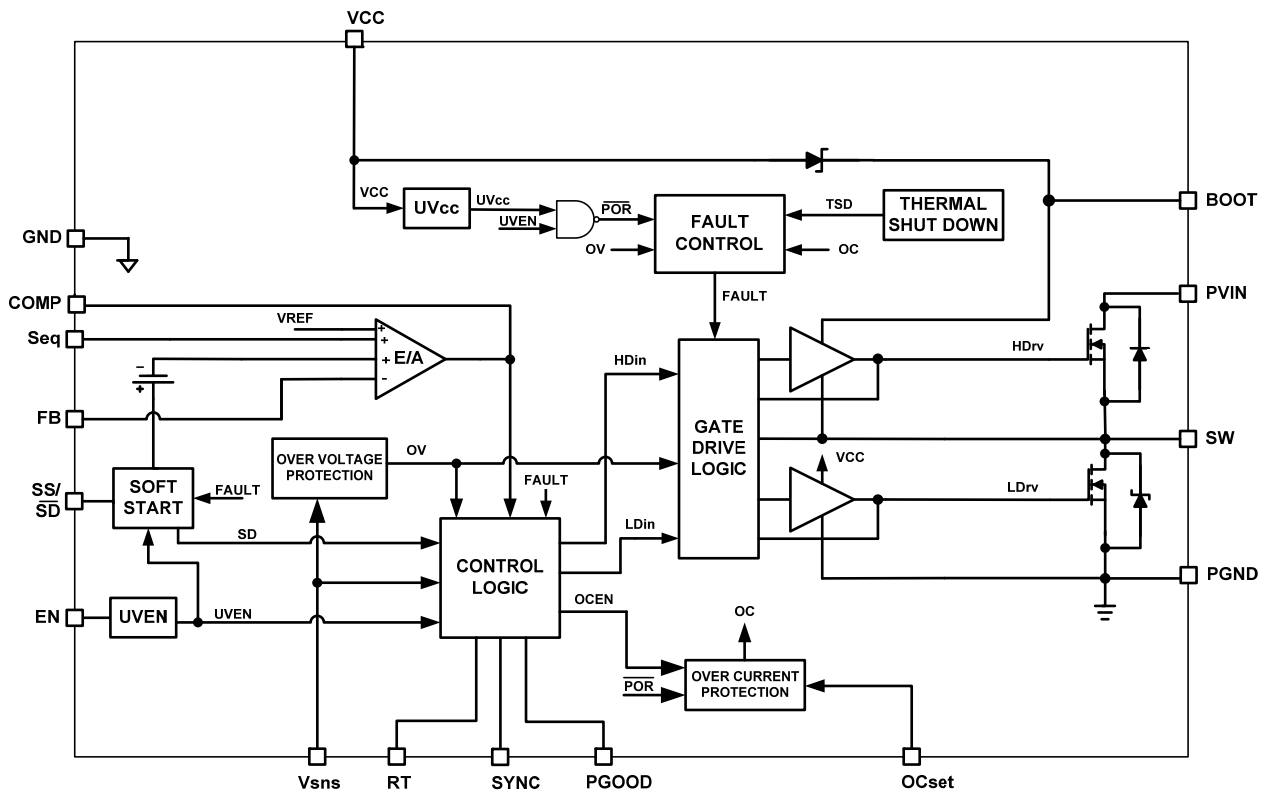 VCC
VCC
UVcc
UVcc
UVEN
POR
FAULT
CONTROL
TSD
THERMAL
SHUT DOWN
BOOT
GND
OV
OC
COMP
FAULT
PVIN
VREF
Seq
+
+
+
-
E/A
HDin
HDrv
−
+
FB
GATE
DRIVE
LOGIC
SW
OVER VOLTAGE
PROTECTION
OV
VCC
SS/
SD
SOFT
START
FAULT
FAULT
LDrv
SD
LDin
CONTROL
LOGIC
PGND
EN
UVEN
UVEN
OCEN
OC
POR
OVER CURRENT
PROTECTION
Vsns
RT
SYNC
PGOOD
OCset